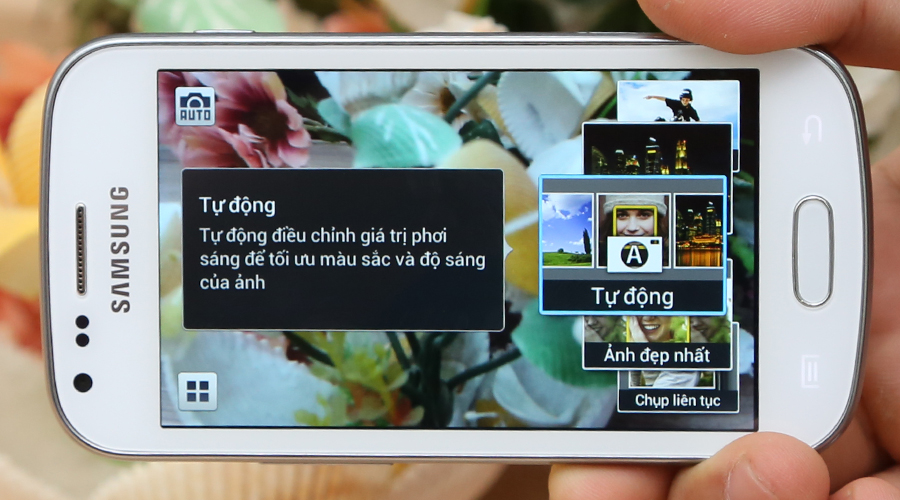 SAMSUNG
AUTO
Tự động
Tự động điều chỉnh giá trị phơi
sáng để tối ưu màu sắc và độ sáng
của ảnh
A
Tự động
Ảnh đẹp nhất
Chụp liên tục